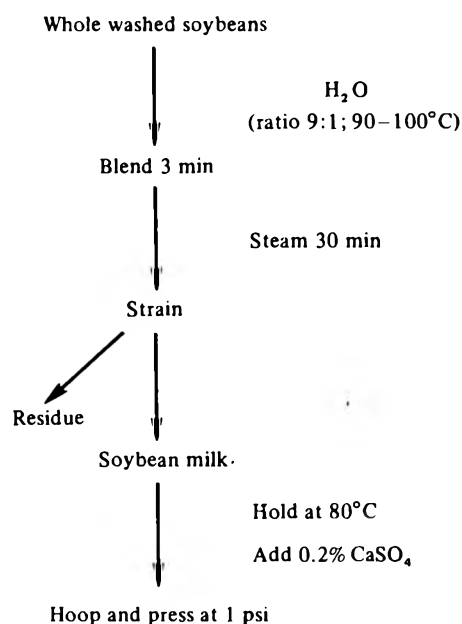 Whole washed soybeans
H₂O
(ratio 9:1; 90–100°C)
Blend 3 min
Steam 30 min
Strain
Residue
Soybean milk.
Hold at 80°C
Add 0.2% CaSO₄
Hoop and press at 1 psi